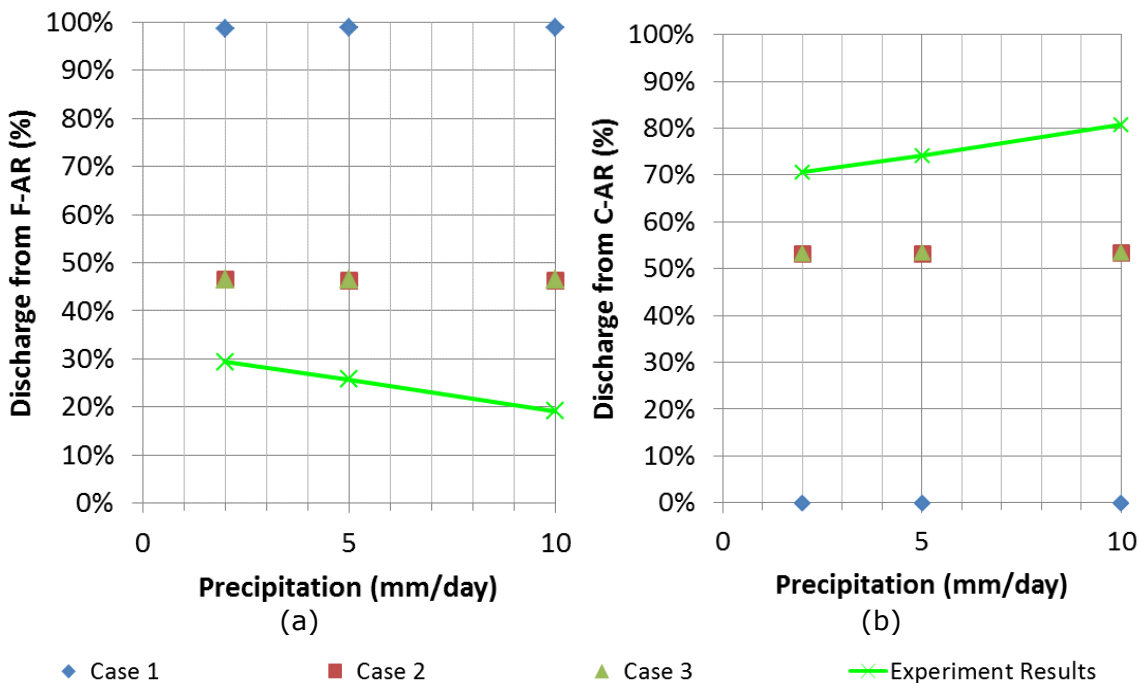 Discharge from F-AR (%)
100%
90%
80%
70%
60%
50%
40%
30%
20%
10%
0%
0 5 10
Precipitation (mm/day)
(a)
Discharge from C-AR (%)
100%
90%
80%
70%
60%
50%
40%
30%
20%
10%
0%
0 5 10
Precipitation (mm/day)
(b)
Case 1 Case 2 Case 3 Experiment Results